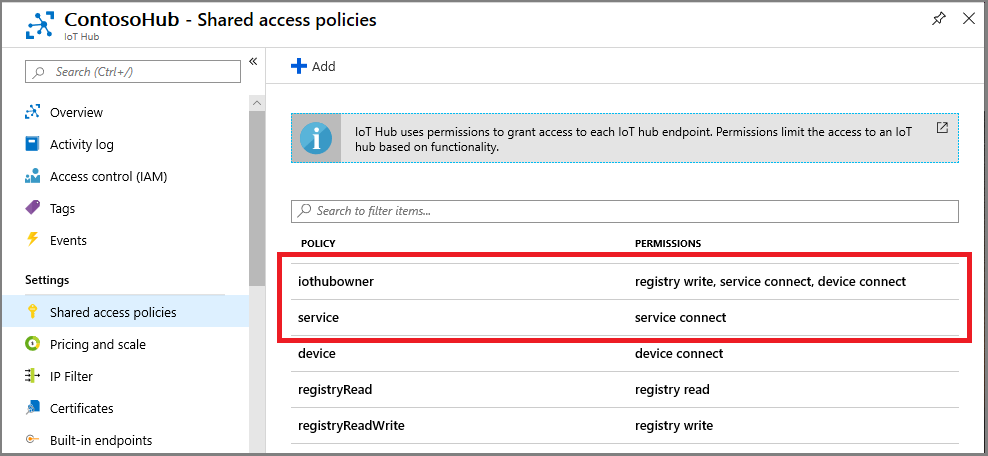 ContosoHub - Shared access policies
IoT Hub
Search (Ctrl+/)
«
Overview
Activity log
Access control (IAM)
Tags
Events
Settings
Shared access policies
Pricing and scale
IP Filter
Certificates
Built-in endpoints
Add
IoT Hub uses permissions to grant access to each IoT hub endpoint. Permissions limit the access to an IoT
hub based on functionality.
Search to filter items...
POLICY PERMISSIONS
iothubowner registry write, service connect, device connect
service service connect
device device connect
registryRead registry read
registryReadWrite registry write